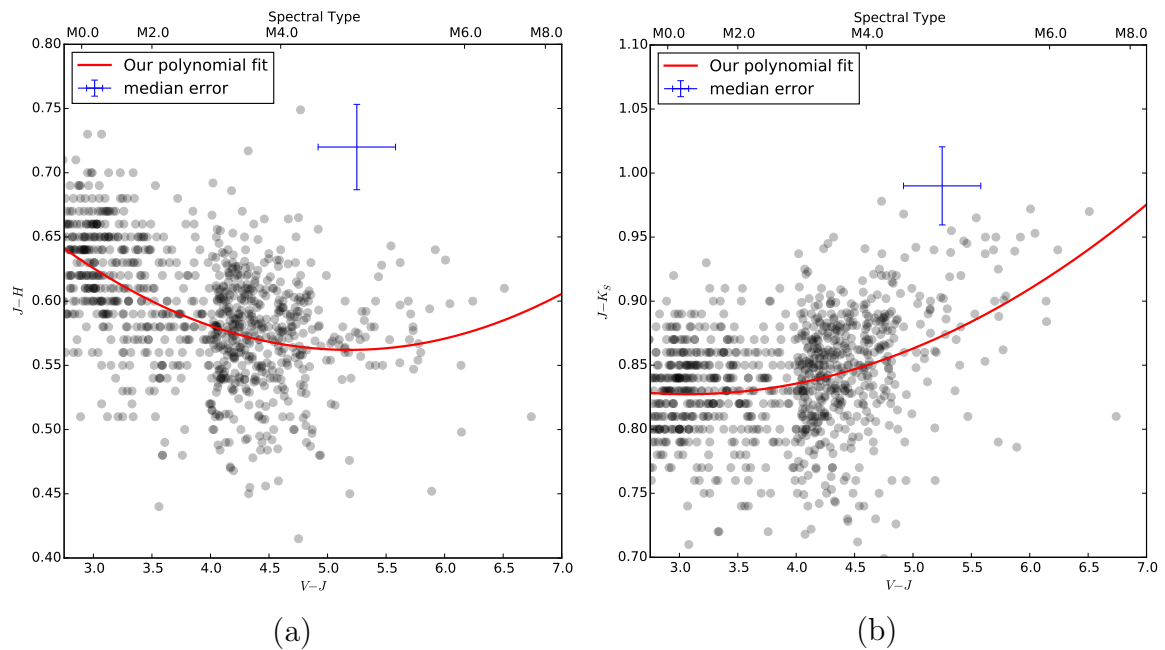 Spectral Type
M0.0 M2.0 M4.0 M6.0 M8.0
0.80
0.75
0.70
0.65
0.60
0.55
0.50
0.45
0.40
J−H
Our polynomial fit
median error
3.0 3.5 4.0 4.5 5.0 5.5 6.0 6.5 7.0
V−J
(a)
Spectral Type
M0.0 M2.0 M4.0 M6.0 M8.0
1.10
1.05
1.00
0.95
0.90
0.85
0.80
0.75
0.70
J−K_S
Our polynomial fit
median error
3.0 3.5 4.0 4.5 5.0 5.5 6.0 6.5 7.0
V−J
(b)